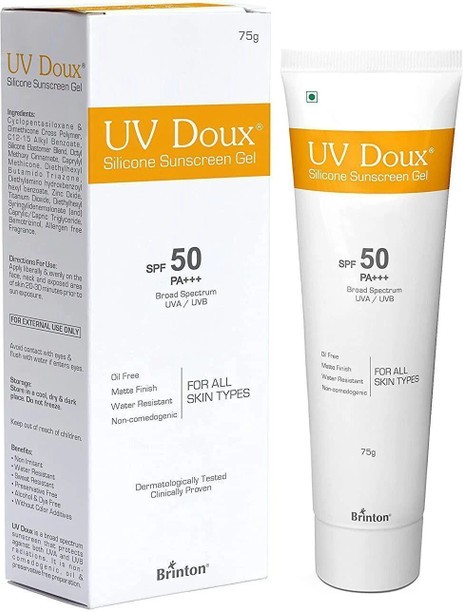 UV Doux®
Silicone Sunscreen Gel
Ingredients:
Cyclopentasiloxane &
Dimethicone Cross Polymer,
C12-15 Alkyl Benzoate,
Silicone Elastomer Blend, Octyl
Methoxy Cinnamate, Caprylyl
Methicone, Diethylhexyl
Butamido Triazone,
Diethylamino hydroxybenzoyl
hexyl benzoate, Zinc Oxide,
Titanium Dioxide, Diethylhexyl
Syringylidenemalonate (and)
Caprylic/ Capric Triglyceride,
Bemotrizinol, Allergen free
Fragrance.
Directions For Use:
Apply liberally & evenly on the
face, neck and exposed area
of skin 20-30 minutes prior to
sun exposure.
FOR EXTERNAL USE ONLY
Avoid contact with eyes &
flush with water if enters eyes.
Storage:
Store in a cool, dry & dark
place. Do not freeze.
Keep out of reach of children.
Benefits:
• Non Irritant
• Water Resistant
• Sweat Resistant
• Preservative Free
• Alcohol & Dye Free
• Without Color Additives
UV Doux is a broad spectrum
sunscreen that protects
against both UVA and UVB
radiations. It is non-
comedogenic, oil &
preservative free preparation.
75g
UV Doux®
Silicone Sunscreen Gel
SPF 50
PA+++
Broad Spectrum
UVA / UVB
Oil Free
Matte Finish
Water Resistant
Non-comedogenic
FOR ALL
SKIN TYPES
Dermatologically Tested
Clinically Proven
Brinton®
UV Doux®
Silicone Sunscreen Gel
SPF 50
PA+++
Broad Spectrum
UVA / UVB
Oil Free
Matte Finish
Water Resistant
Non-comedogenic
FOR ALL
SKIN TYPES
75g
Brinton®